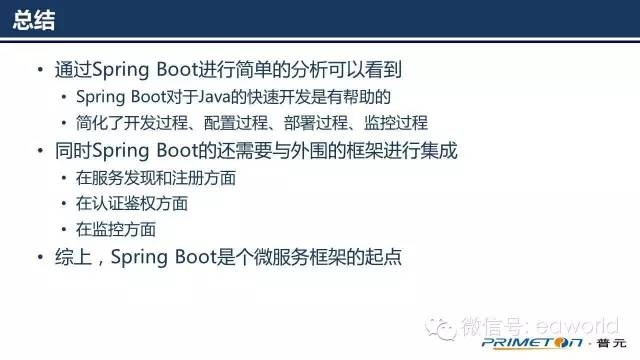 总结
通过Spring Boot进行简单的分析可以看到
Spring Boot对于Java的快速开发是有帮助的
简化了开发过程、配置过程、部署过程、监控过程
同时Spring Boot的还需要与外围的框架进行集成
在服务发现和注册方面
在认证鉴权方面
在监控方面
综上，Spring Boot是个微服务框架的起点
微信号: eaworld
PRIMETON·普元